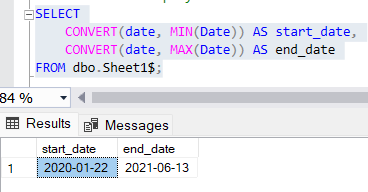 SELECT
CONVERT(date, MIN(Date)) AS start_date,
CONVERT(date, MAX(Date)) AS end_date
FROM dbo.Sheet1$;
84 %
Results Messages
start_date end_date
1 2020-01-22 2021-06-13